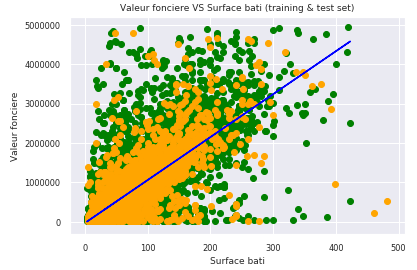 Valeur fonciere VS Surface bati (training & test set)
5000000
4000000
3000000
2000000
1000000
0
Valeur fonciere
0 100 200 300 400 500
Surface bati